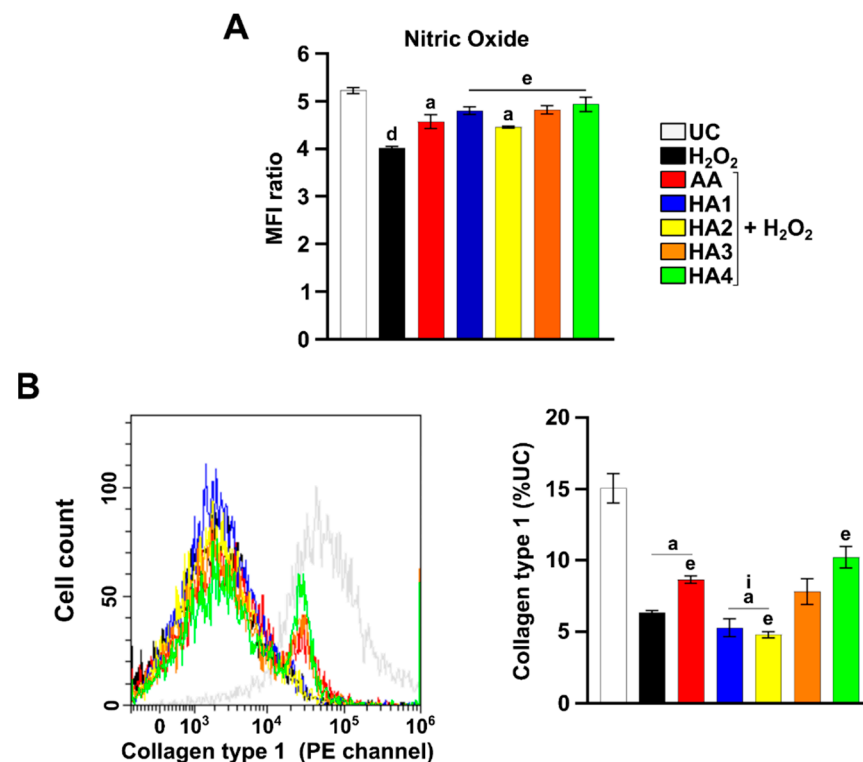 A
Nitric Oxide
MFI ratio
6
5
4
3
2
1
0
d
a
a
e
UC
H₂O₂
AA
HA1
HA2
HA3
HA4
+ H₂O₂
B
Cell count
100
50
0
0 10³ 10⁴ 10⁵ 10⁶
Collagen type 1 (PE channel)
Collagen type 1 (%UC)
20
15
10
5
0
a
e
i
a
e
e